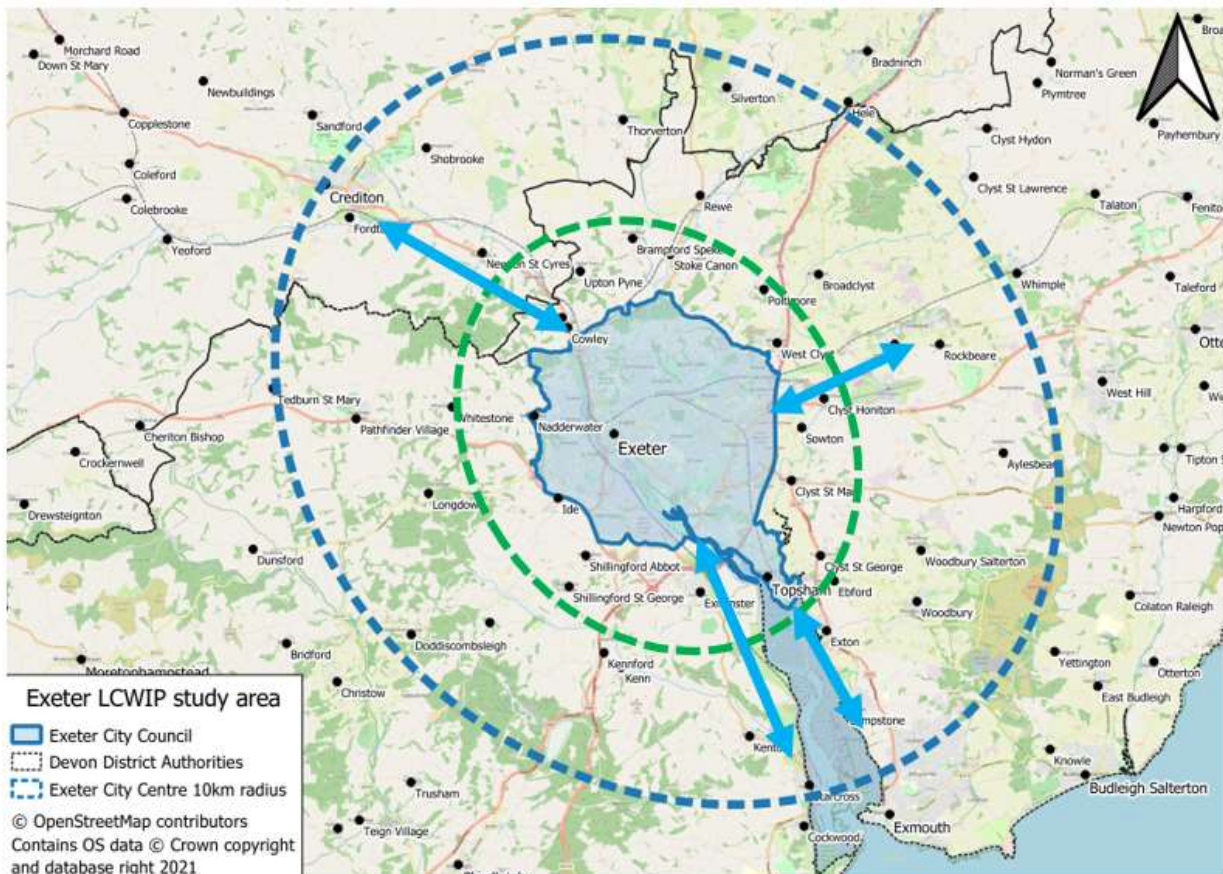 Morchard Road
Down St Mary
Newbuildings
Copplestone
Sandford
Shobrooke
Coleford
Colebrooke
Yeoford
Crediton
Thorverton
Silverton
Bradninch
Hele
Norman's Green
Plymtree
Payhembury
Clyst Hydon
Clyst St Lawrence
Talaton
Rewe
Brampford Speke
Stoke Canon
Upton Pyne
Cowley
Poltimore
Broadclyst
Whimple
Taleford
West Clyst
Rockbeare
West Hill
Clyst Honiton
Sowton
Aylesbeare
Harpford
Tedburn St Mary
Whitestone
Pathfinder Village
Nadderwater
Exeter
Cheriton Bishop
Crockernwell
Drewsteignton
Longdown
Ide
Dunsford
Shillingford Abbot
Shillingford St George
Topsham
Clyst St George
Ebford
Woodbury Salterton
Woodbury
Colaton Raleigh
Exton
Doddiscombsleigh
Bridford
Kennford
Kenn
Yettington
Otterton
East Budleigh
Moretonhampstead
Christow
Knowle
Budleigh Salterton
Trusham
Teign Village
Cockwood
Exmouth
Exeter LCWIP study area
Exeter City Council
Devon District Authorities
Exeter City Centre 10km radius
© OpenStreetMap contributors
Contains OS data © Crown copyright
and database right 2021